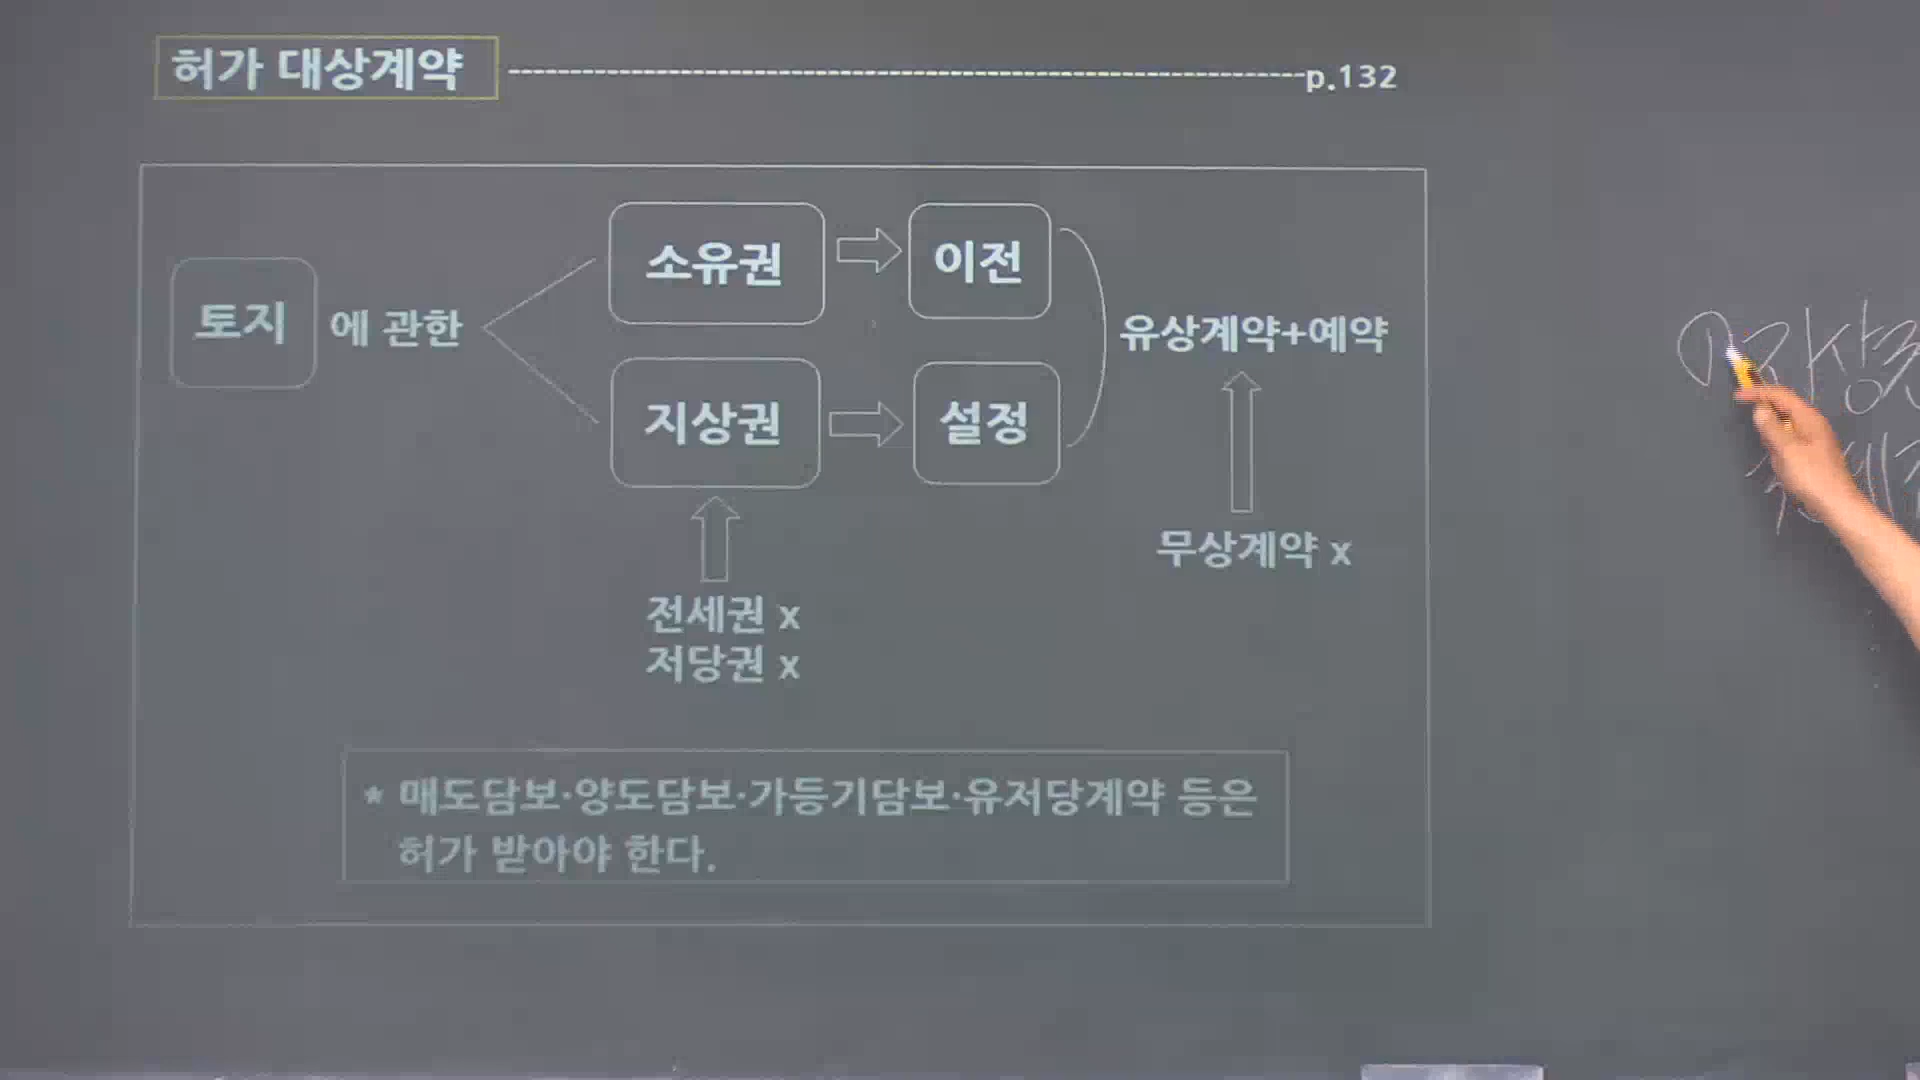 허가 대상계약 ---------- p.132
토지 에 관한
소유권 이전
지상권 설정
유상계약+예약
무상계약 x
전세권 x
저당권 x
* 매도담보·양도담보·가등기담보·유저당계약 등은
허가 받아야 한다.